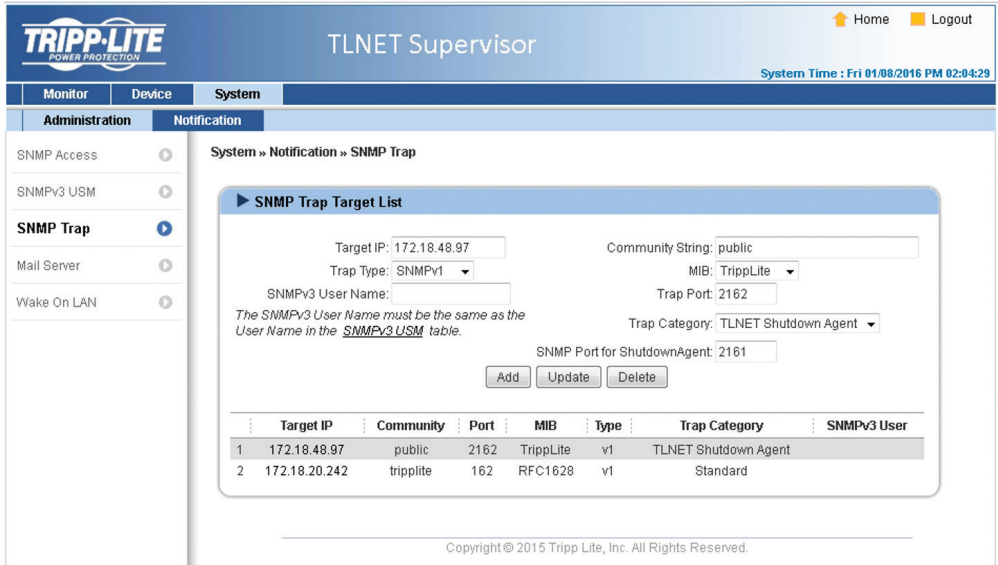 Home Logout
TRIPP·LITE
POWER PROTECTION
TLNET Supervisor
System Time : Fri 01/08/2016 PM 02:04:29
Monitor Device System
Administration Notification
SNMP Access
SNMPv3 USM
SNMP Trap
Mail Server
Wake On LAN
System » Notification » SNMP Trap
SNMP Trap Target List
Target IP: 172.18.48.97 Community String: public
Trap Type: SNMPv1 MIB: TrippLite
SNMPv3 User Name: Trap Port: 2162
The SNMPv3 User Name must be the same as the
User Name in the SNMPv3 USM table.
Trap Category: TLNET Shutdown Agent
SNMP Port for ShutdownAgent: 2161
Add Update Delete
Target IP Community Port MIB Type Trap Category SNMPv3 User
1 172.18.48.97 public 2162 TrippLite v1 TLNET Shutdown Agent
2 172.18.20.242 tripplite 162 RFC1628 v1 Standard
Copyright © 2015 Tripp Lite, Inc. All Rights Reserved.